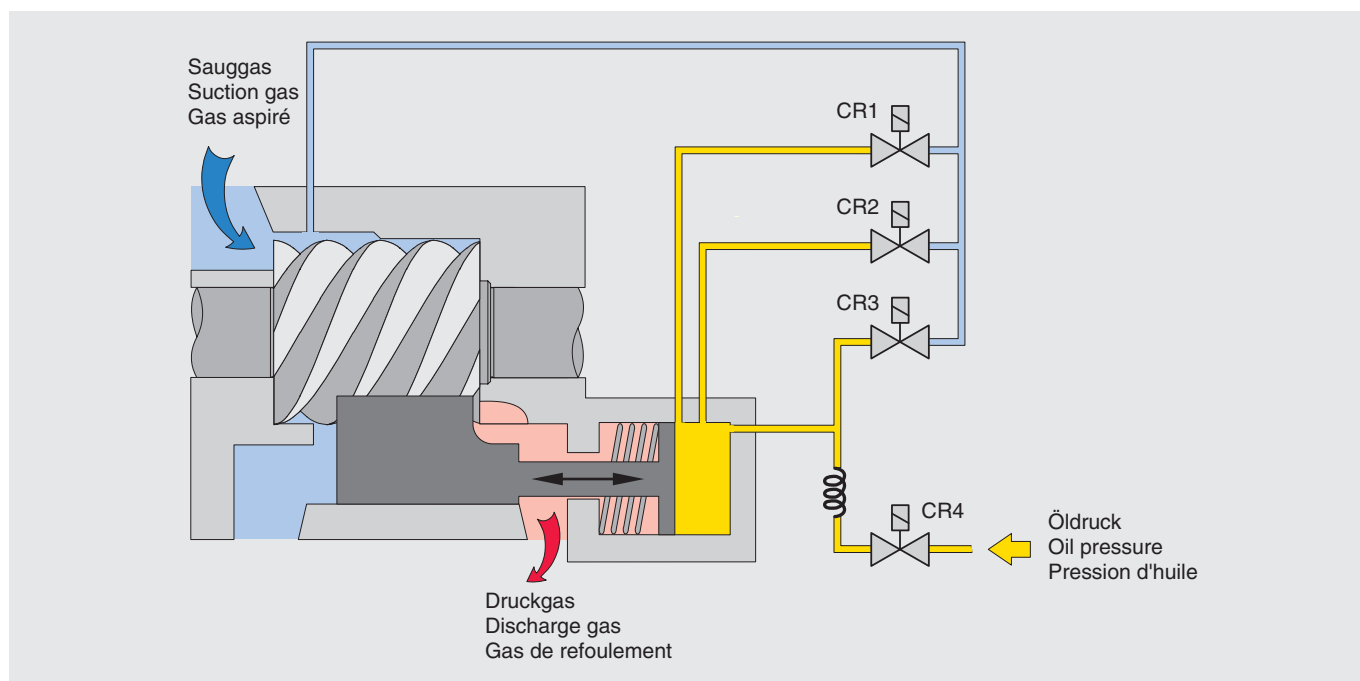 Sauggas
Suction gas
Gas aspiré
CR1
CR2
CR3
CR4
Öldruck
Oil pressure
Pression d'huile
Druckgas
Discharge gas
Gas de refoulement